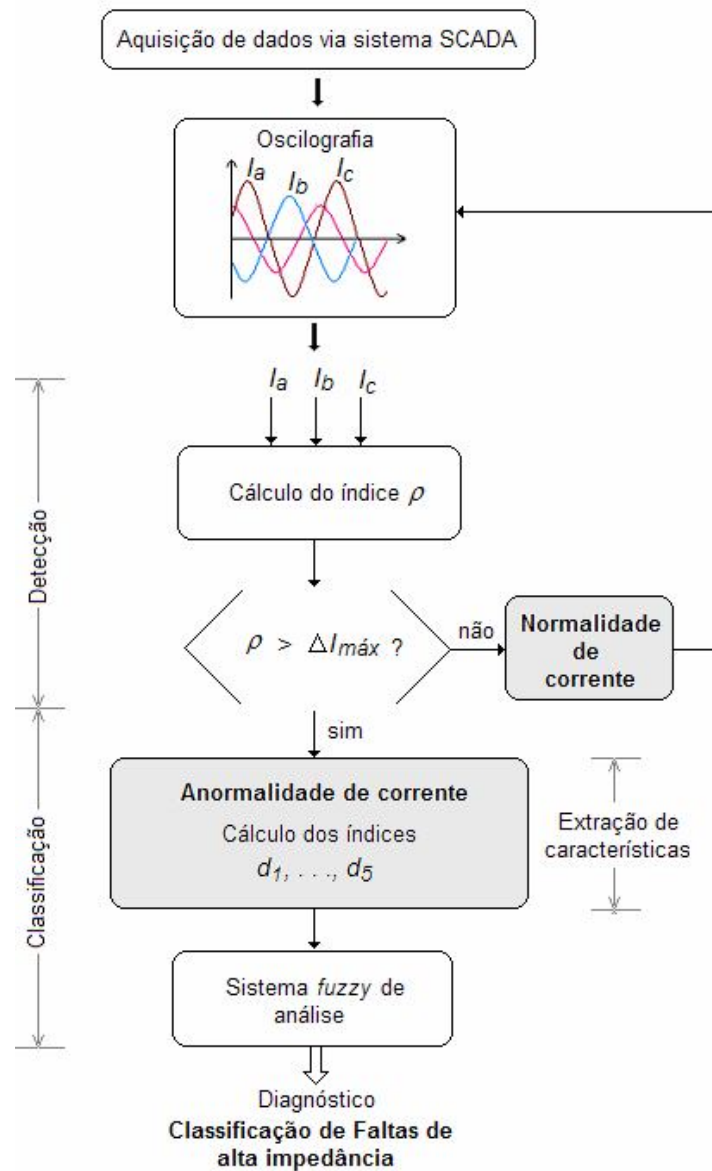 Aquisição de dados via sistema SCADA
Oscilografia
Ia Ib Ic
Ia Ib Ic
Cálculo do índice ρ
Detecção
ρ > ΔImáx ?
não
Normalidade
de
corrente
sim
Anormalidade de corrente
Cálculo dos índices
d1, . . ., d5
Extração de
características
Classificação
Sistema fuzzy de
análise
Diagnóstico
Classificação de Faltas de
alta impedância